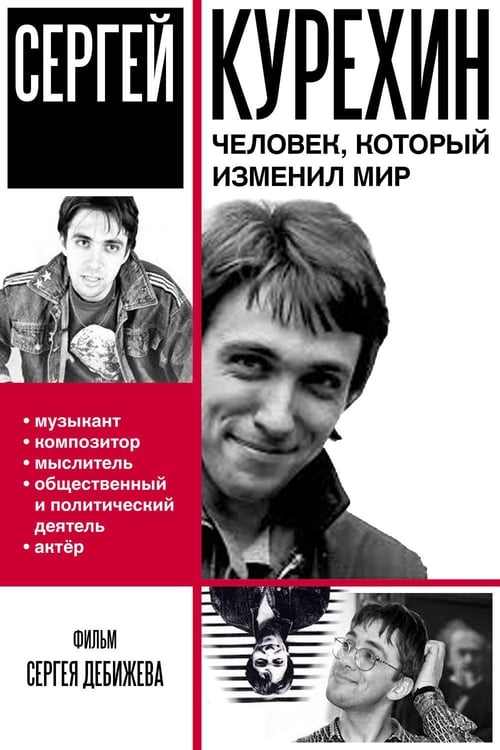 СЕРГЕЙ
КУРЕХИН
ЧЕЛОВЕК, КОТОРЫЙ
ИЗМЕНИЛ МИР
• музыкант
• композитор
• мыслитель
• общественный
и политический
деятель
• актёр
ФИЛЬМ
СЕРГЕЯ ДЕБИЖЕВА